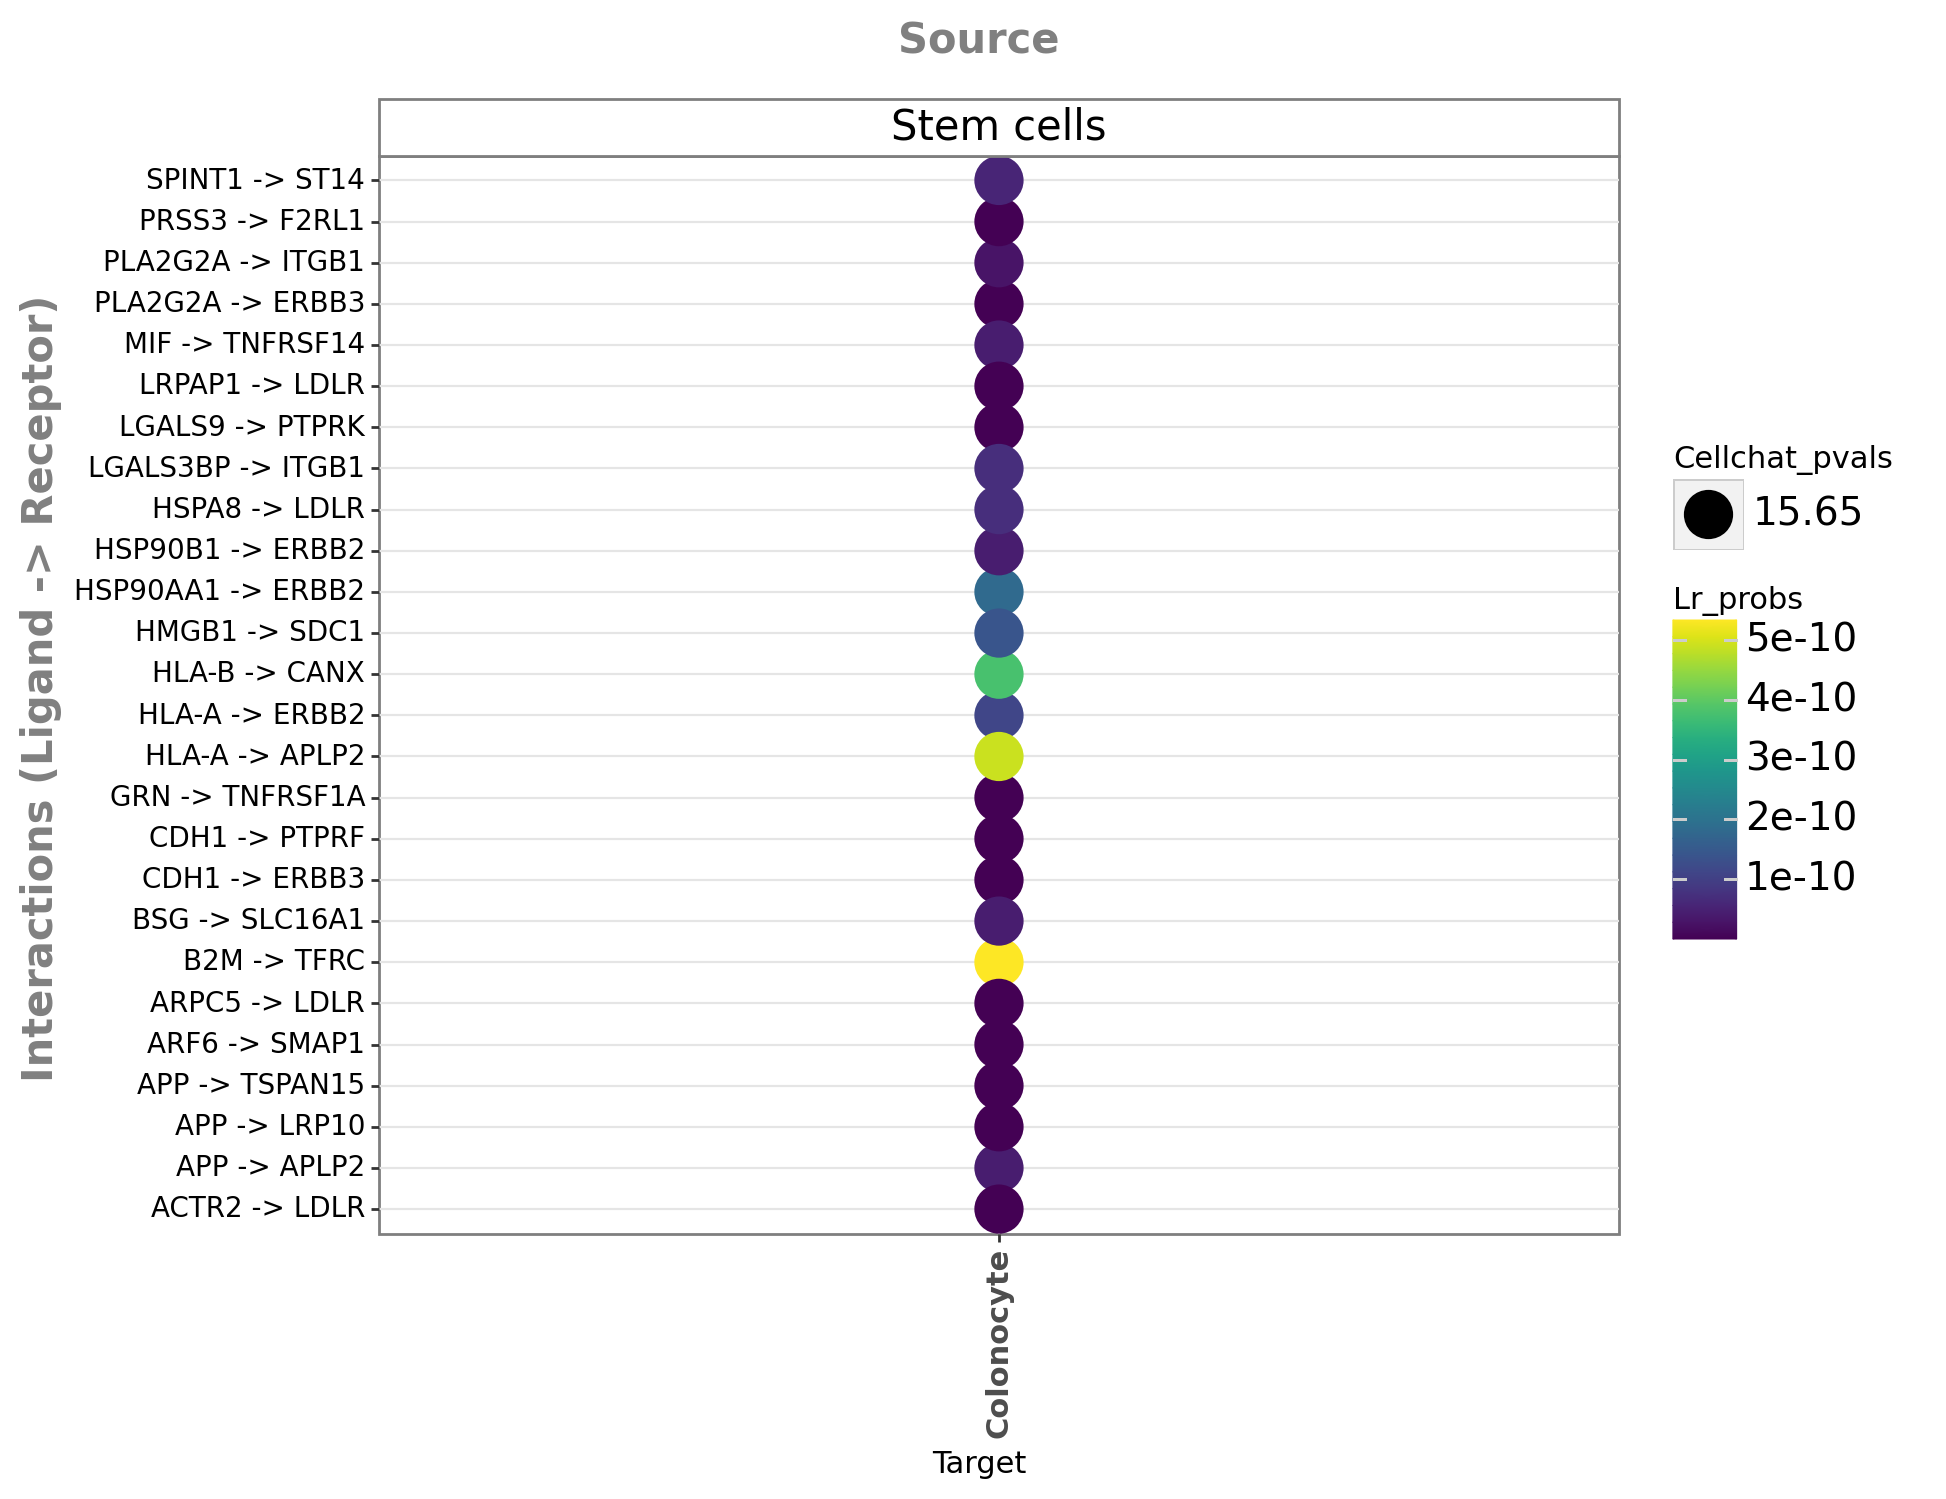 Source
Stem cells
Interactions (Ligand -> Receptor)
SPINT1 -> ST14
PRSS3 -> F2RL1
PLA2G2A -> ITGB1
PLA2G2A -> ERBB3
MIF -> TNFRSF14
LRPAP1 -> LDLR
LGALS9 -> PTPRK
LGALS3BP -> ITGB1
HSPA8 -> LDLR
HSP90B1 -> ERBB2
HSP90AA1 -> ERBB2
HMGB1 -> SDC1
HLA-B -> CANX
HLA-A -> ERBB2
HLA-A -> APLP2
GRN -> TNFRSF1A
CDH1 -> PTPRF
CDH1 -> ERBB3
BSG -> SLC16A1
B2M -> TFRC
ARPC5 -> LDLR
ARF6 -> SMAP1
APP -> TSPAN15
APP -> LRP10
APP -> APLP2
ACTR2 -> LDLR
Colonocyte
Target
Cellchat_pvals
15.65
Lr_probs
5e-10
4e-10
3e-10
2e-10
1e-10